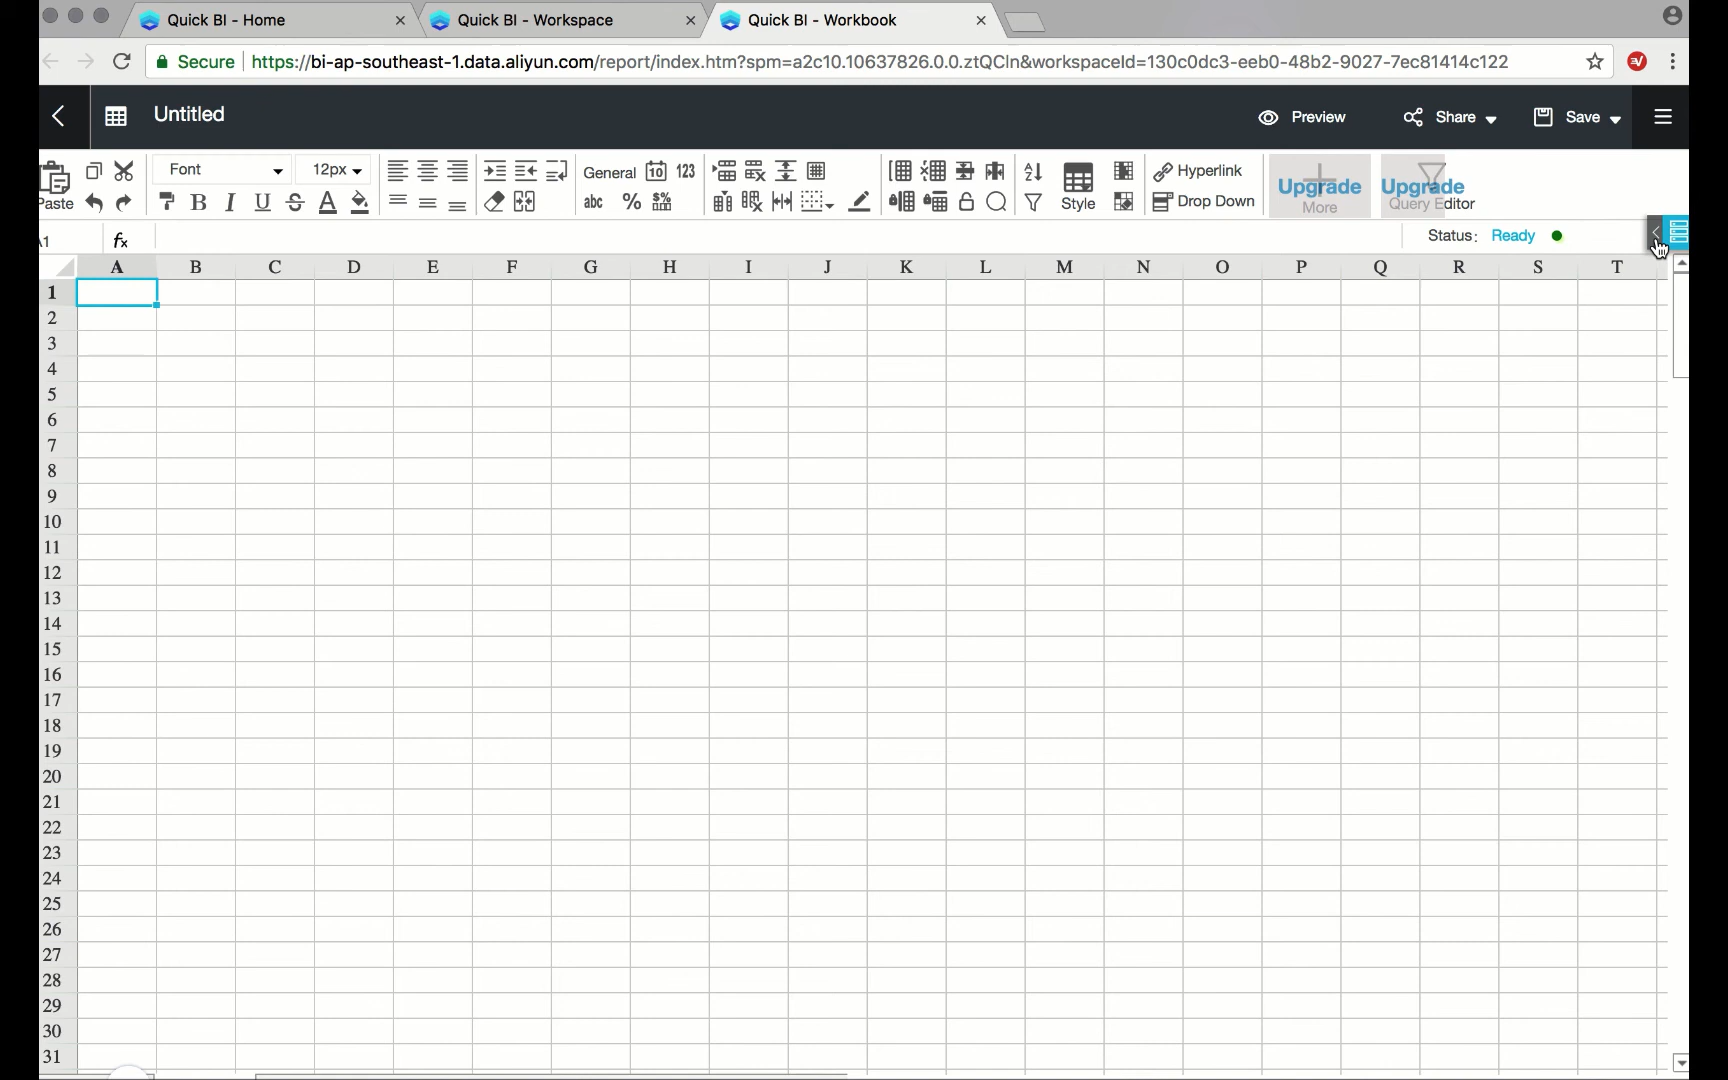 Quick BI - Home
Quick BI - Workspace
Quick BI - Workbook
Secure https://bi-ap-southeast-1.data.aliyun.com/report/index.htm?spm=a2c10.10637826.0.0.ztQCln&workspaceId=130c0dc3-eeb0-48b2-9027-7ec81414c122
Untitled
Preview
Share
Save
Paste
Font
12px
B I U S A
General 10 123
abc % $%
Style
Hyperlink
Drop Down
Upgrade
More
Upgrade
Query Editor
A1
fx
Status: Ready
A B C D E F G H I J K L M N O P Q R S T
1
2
3
4
5
6
7
8
9
10
11
12
13
14
15
16
17
18
19
20
21
22
23
24
25
26
27
28
29
30
31